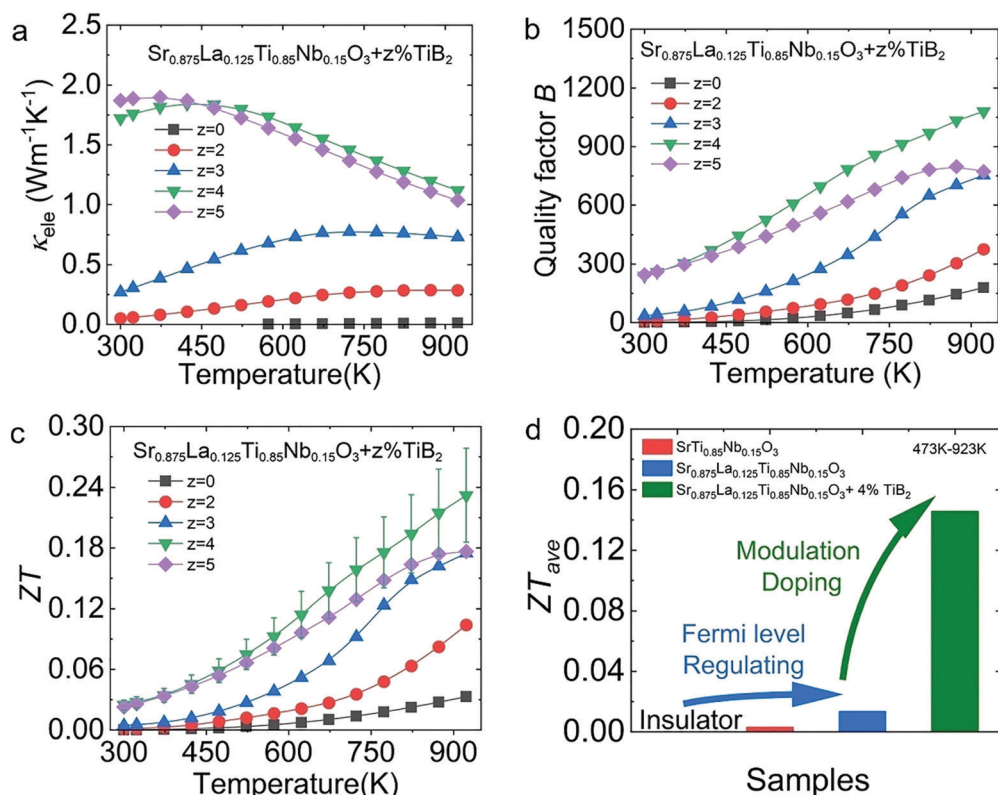 a
Sr₀.₈₇₅La₀.₁₂₅Ti₀.₈₅Nb₀.₁₅O₃+z%TiB₂
κₑₗₑ (Wm⁻¹K⁻¹)
2.5
2.0
1.5
1.0
0.5
0.0
z=0
z=2
z=3
z=4
z=5
300 450 600 750 900
Temperature(K)
b
Sr₀.₈₇₅La₀.₁₂₅Ti₀.₈₅Nb₀.₁₅O₃+z%TiB₂
Quality factor B
1500
1200
900
600
300
0
z=0
z=2
z=3
z=4
z=5
300 450 600 750 900
Temperature (K)
c
Sr₀.₈₇₅La₀.₁₂₅Ti₀.₈₅Nb₀.₁₅O₃+z%TiB₂
ZT
0.30
0.24
0.18
0.12
0.06
0.00
z=0
z=2
z=3
z=4
z=5
300 450 600 750 900
Temperature(K)
d
ZT_ave
0.20
0.16
0.12
0.08
0.04
0.00
SrTi₀.₈₅Nb₀.₁₅O₃
473K-923K
Sr₀.₈₇₅La₀.₁₂₅Ti₀.₈₅Nb₀.₁₅O₃
Sr₀.₈₇₅La₀.₁₂₅Ti₀.₈₅Nb₀.₁₅O₃+ 4% TiB₂
Modulation
Doping
Fermi level
Regulating
Insulator
Samples